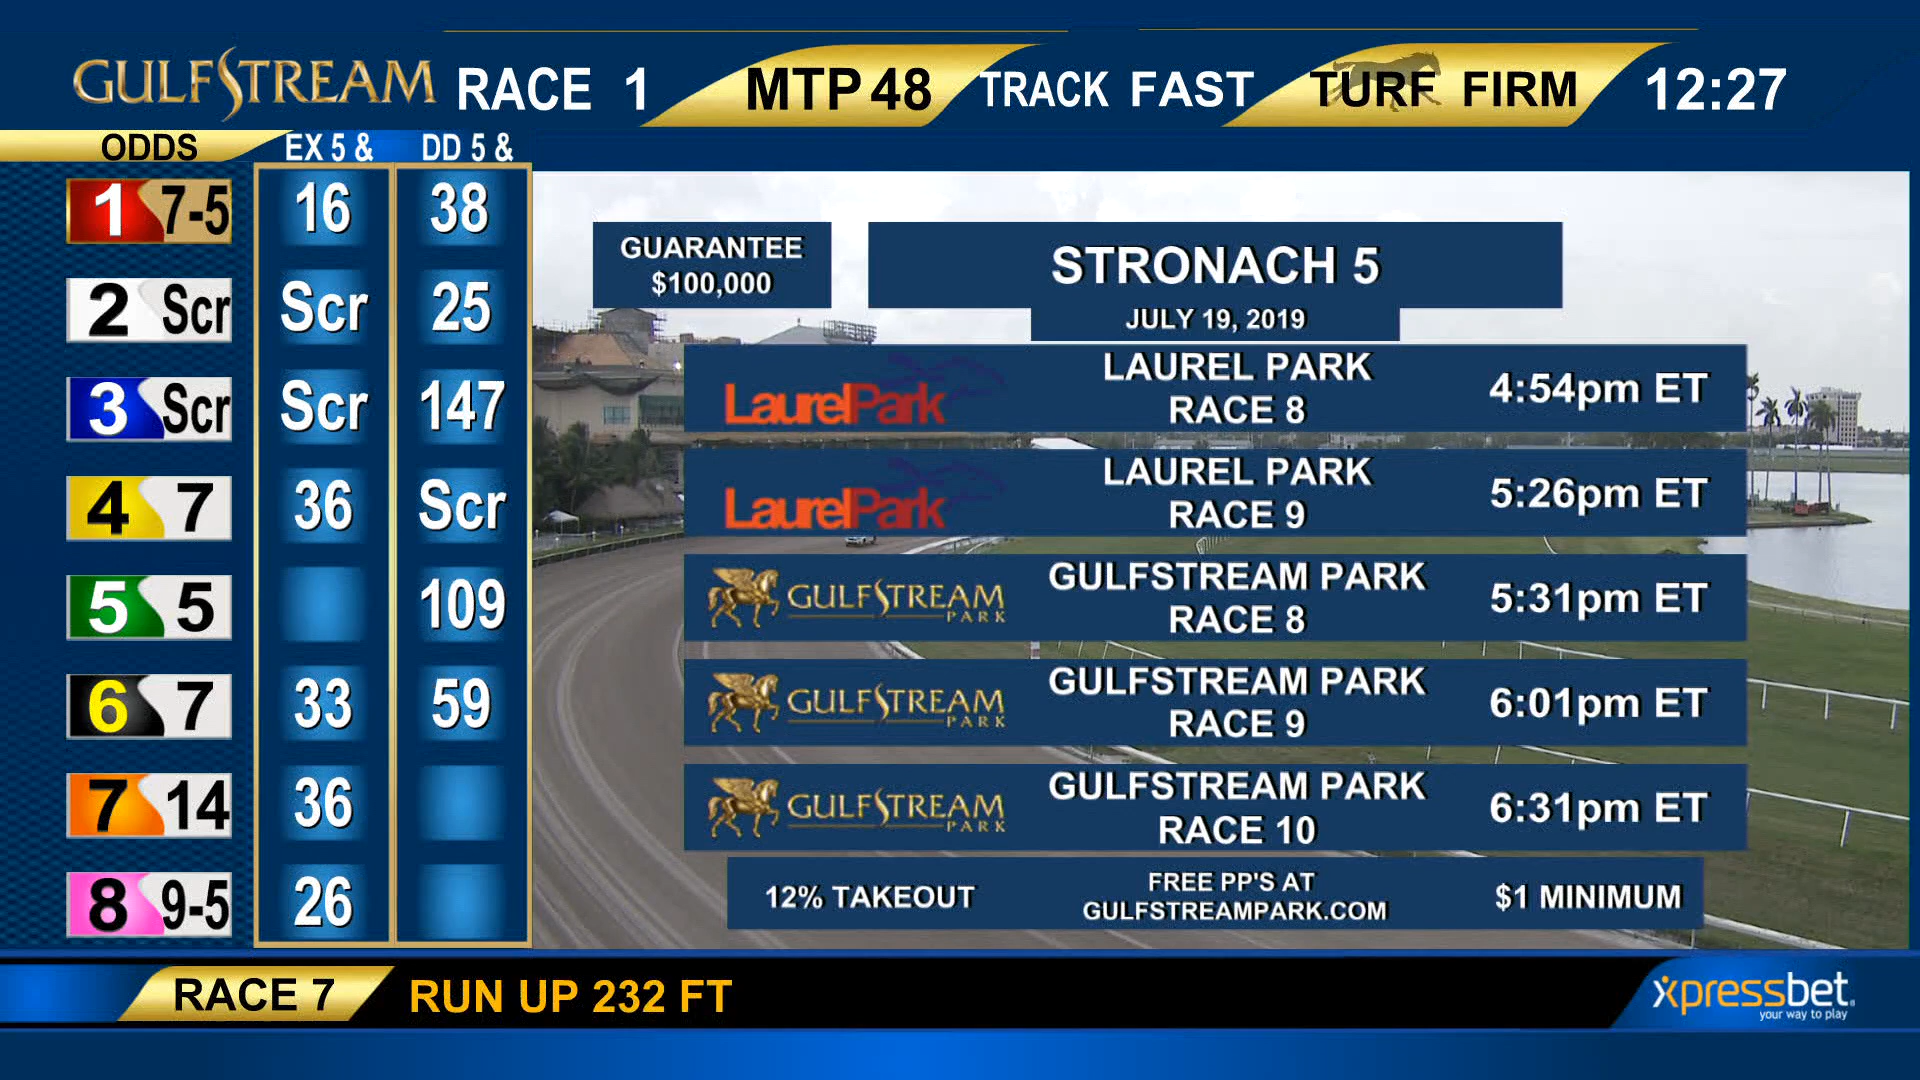 GULFSTREAM RACE 1 MTP 48 TRACK FAST TURF FIRM 12:27
ODDS EX 5 & DD 5 &
1 7-5 16 38
2 Scr Scr 25
3 Scr Scr 147
4 7 36 Scr
5 5 109
6 7 33 59
7 14 36
8 9-5 26
GUARANTEE
$100,000
STRONACH 5
JULY 19, 2019
LaurelPark
LAUREL PARK
RACE 8
4:54pm ET
LaurelPark
LAUREL PARK
RACE 9
5:26pm ET
GULFSTREAM
PARK
GULFSTREAM PARK
RACE 8
5:31pm ET
GULFSTREAM
PARK
GULFSTREAM PARK
RACE 9
6:01pm ET
GULFSTREAM
PARK
GULFSTREAM PARK
RACE 10
6:31pm ET
12% TAKEOUT
FREE PP'S AT
GULFSTREAMPARK.COM
$1 MINIMUM
RACE 7 RUN UP 232 FT
xpressbet
your way to play